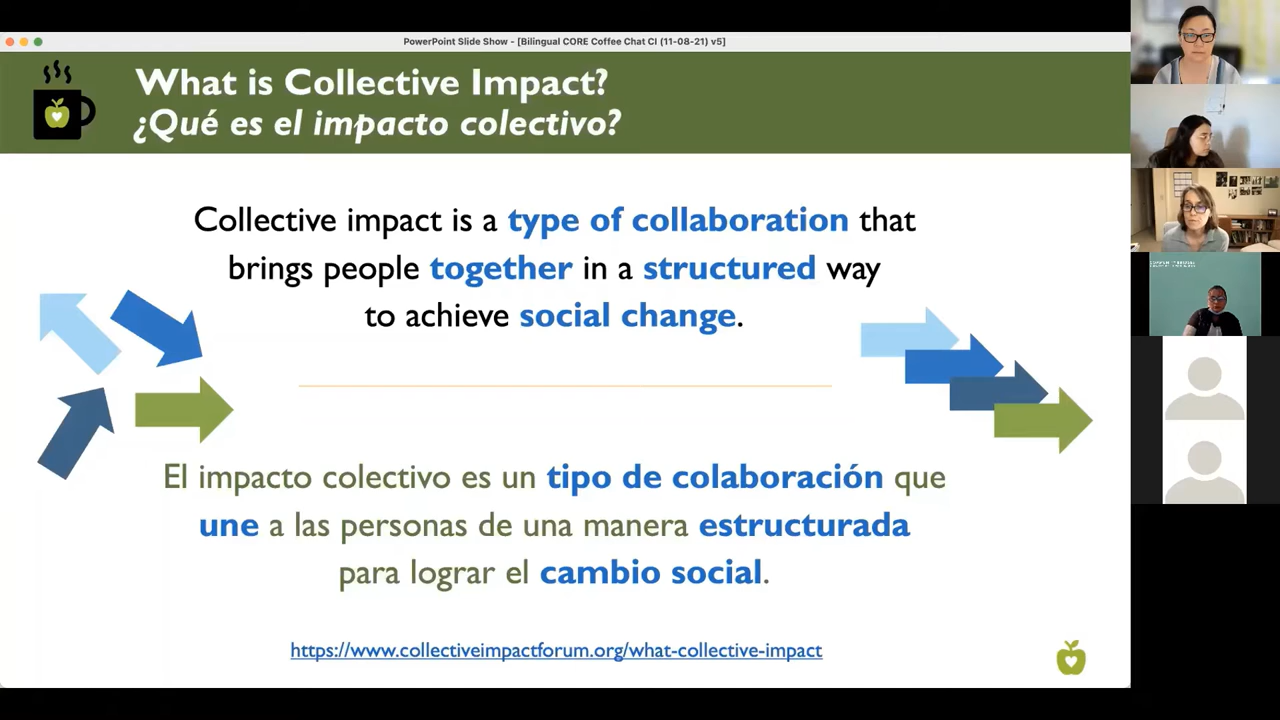 PowerPoint Slide Show - [Bilingual CORE Coffee Chat CI (11-08-21) v5]
What is Collective Impact?
¿Qué es el impacto colectivo?
Collective impact is a type of collaboration that
brings people together in a structured way
to achieve social change.
El impacto colectivo es un tipo de colaboración que
une a las personas de una manera estructurada
para lograr el cambio social.
https://www.collectiveimpactforum.org/what-collective-impact